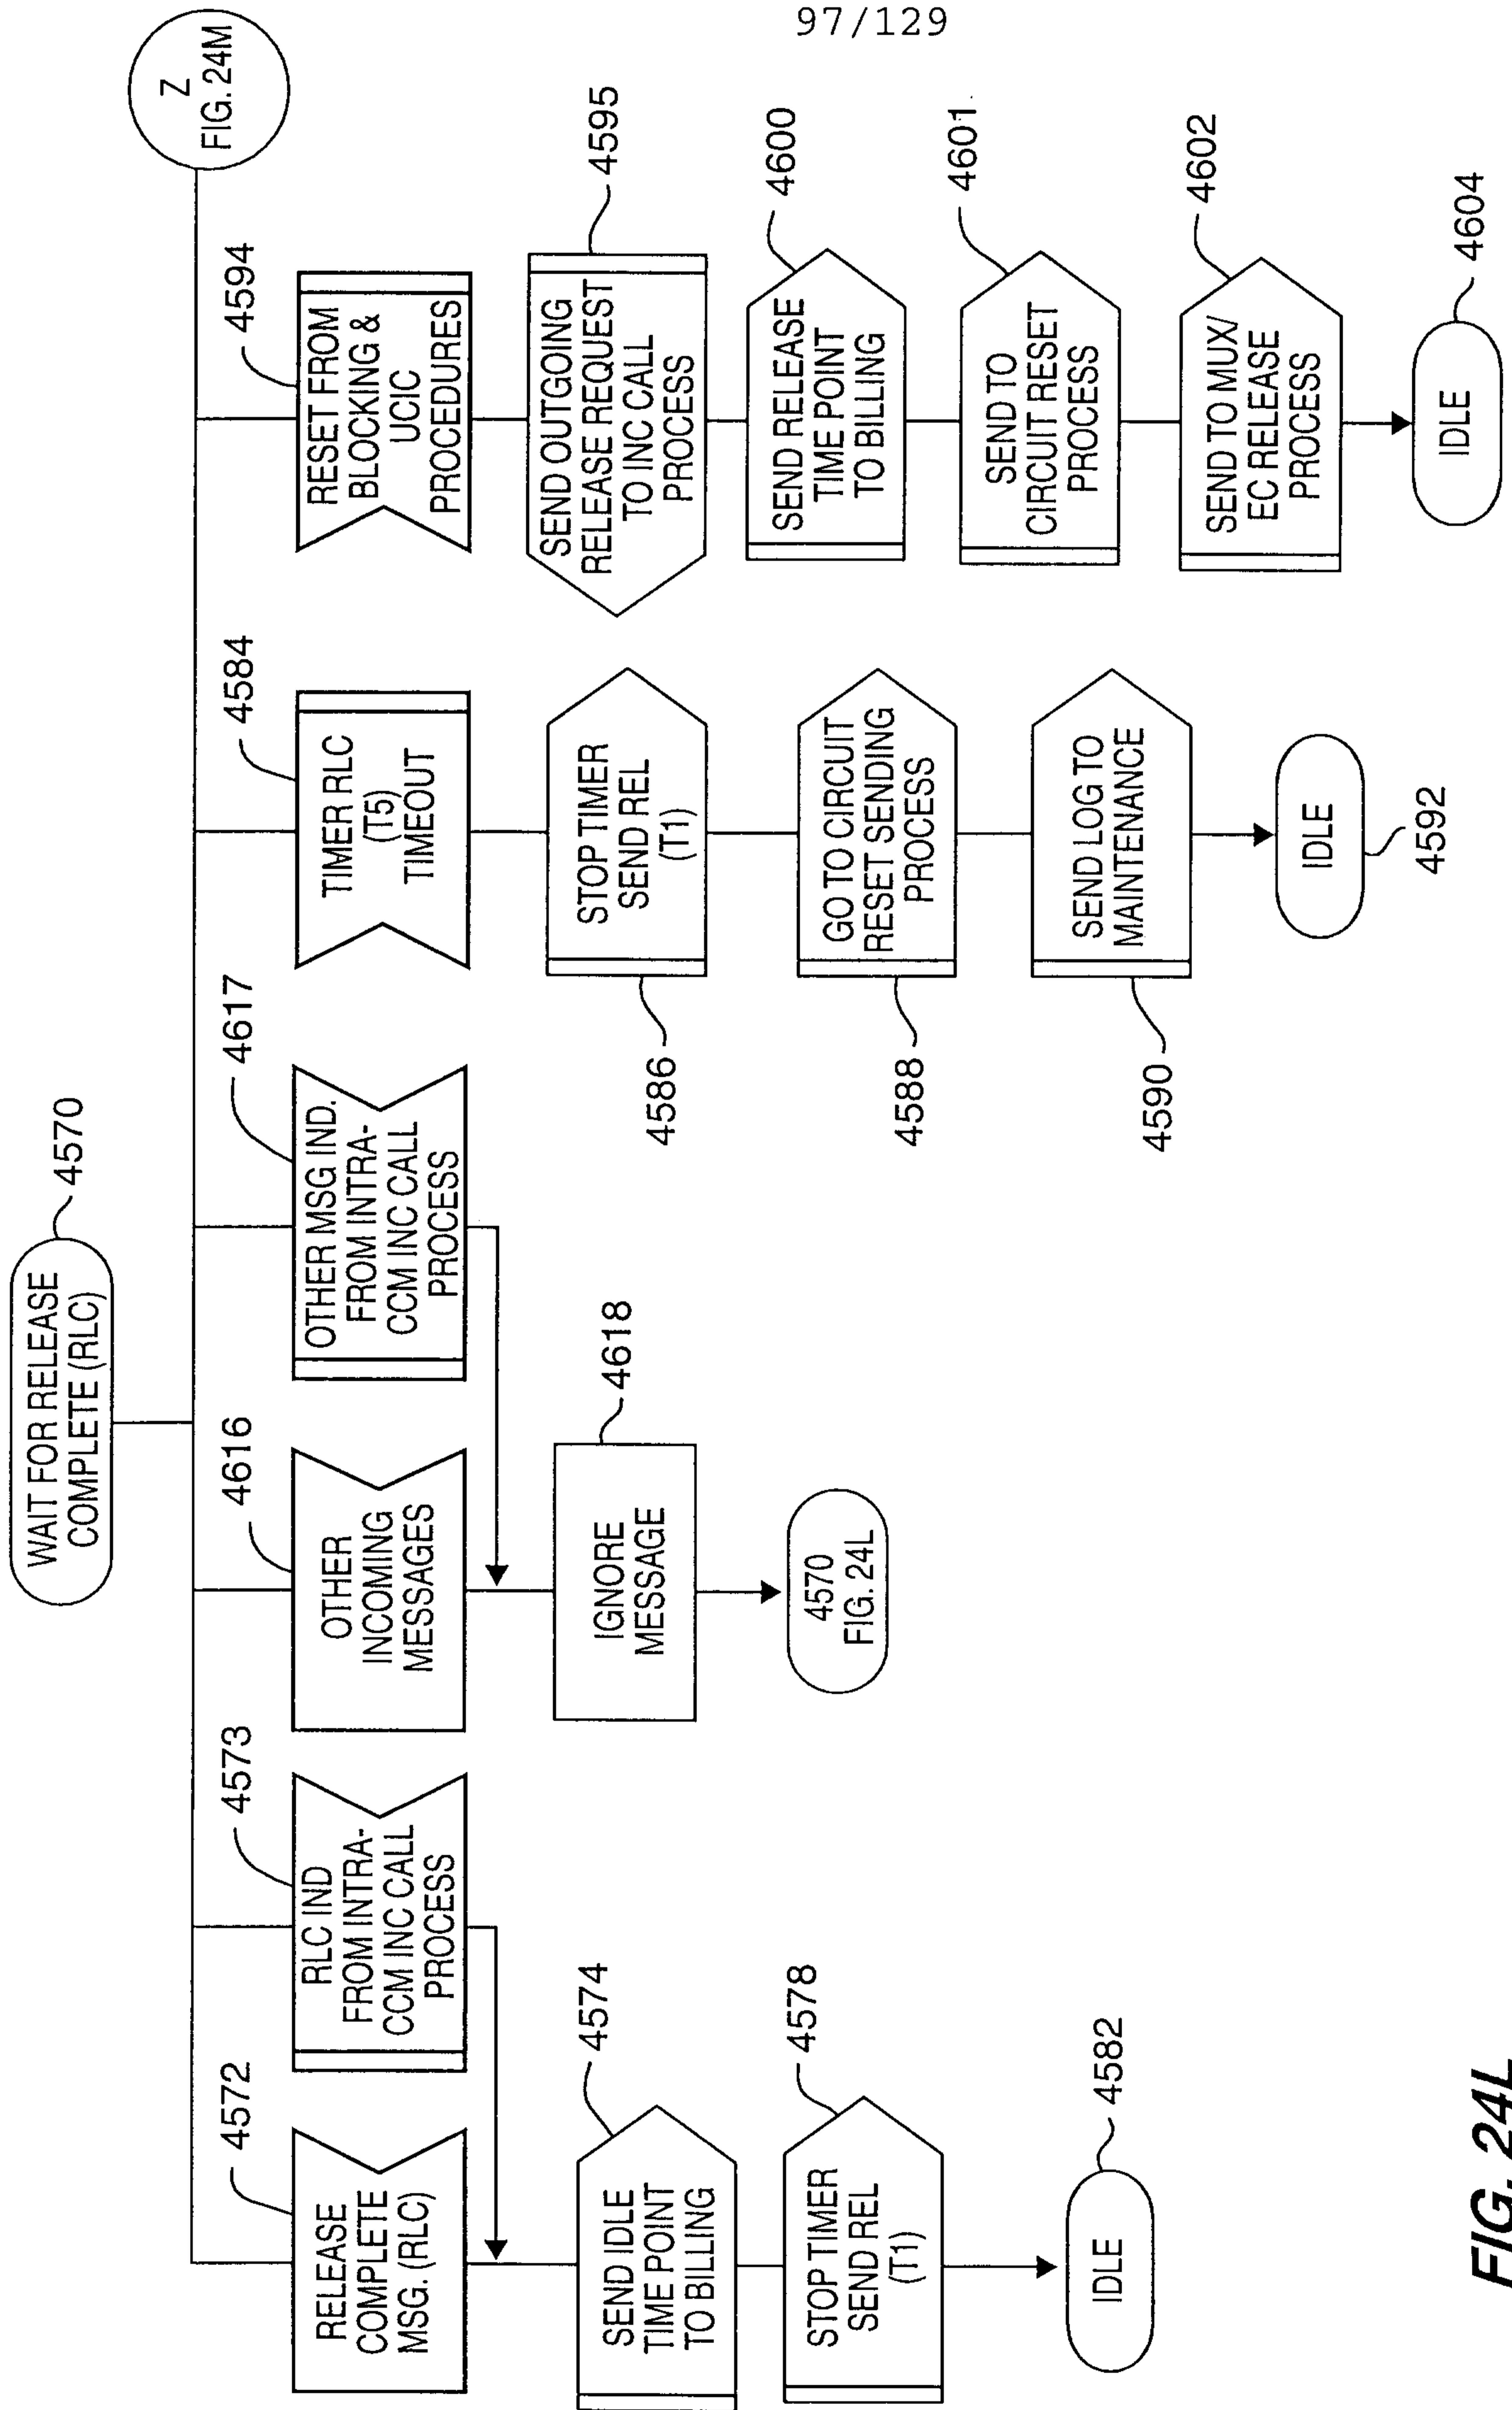 97/129
WAIT FOR RELEASE
COMPLETE (RLC)
4570
Z
FIG. 24M
4572
RELEASE
COMPLETE
MSG. (RLC)
4573
RLC IND
FROM INTRA-
CCM INC CALL
PROCESS
4574
SEND IDLE
TIME POINT
TO BILLING
4578
STOP TIMER
SEND REL
(T1)
IDLE
4582
4616
OTHER
INCOMING
MESSAGES
4617
OTHER MSG IND.
FROM INTRA-
CCM INC CALL
PROCESS
4618
IGNORE
MESSAGE
4570
FIG. 24L
4584
TIMER RLC
(T5)
TIMEOUT
STOP TIMER
SEND REL
(T1)
4586
GO TO CIRCUIT
RESET SENDING
PROCESS
4588
SEND LOG TO
MAINTENANCE
4590
IDLE
4592
4594
RESET FROM
BLOCKING &
UCIC
PROCEDURES
4595
SEND OUTGOING
RELEASE REQUEST
TO INC CALL
PROCESS
4600
SEND RELEASE
TIME POINT
TO BILLING
4601
SEND TO
CIRCUIT RESET
PROCESS
4602
SEND TO MUX/
EC RELEASE
PROCESS
IDLE
4604
FIG. 24L